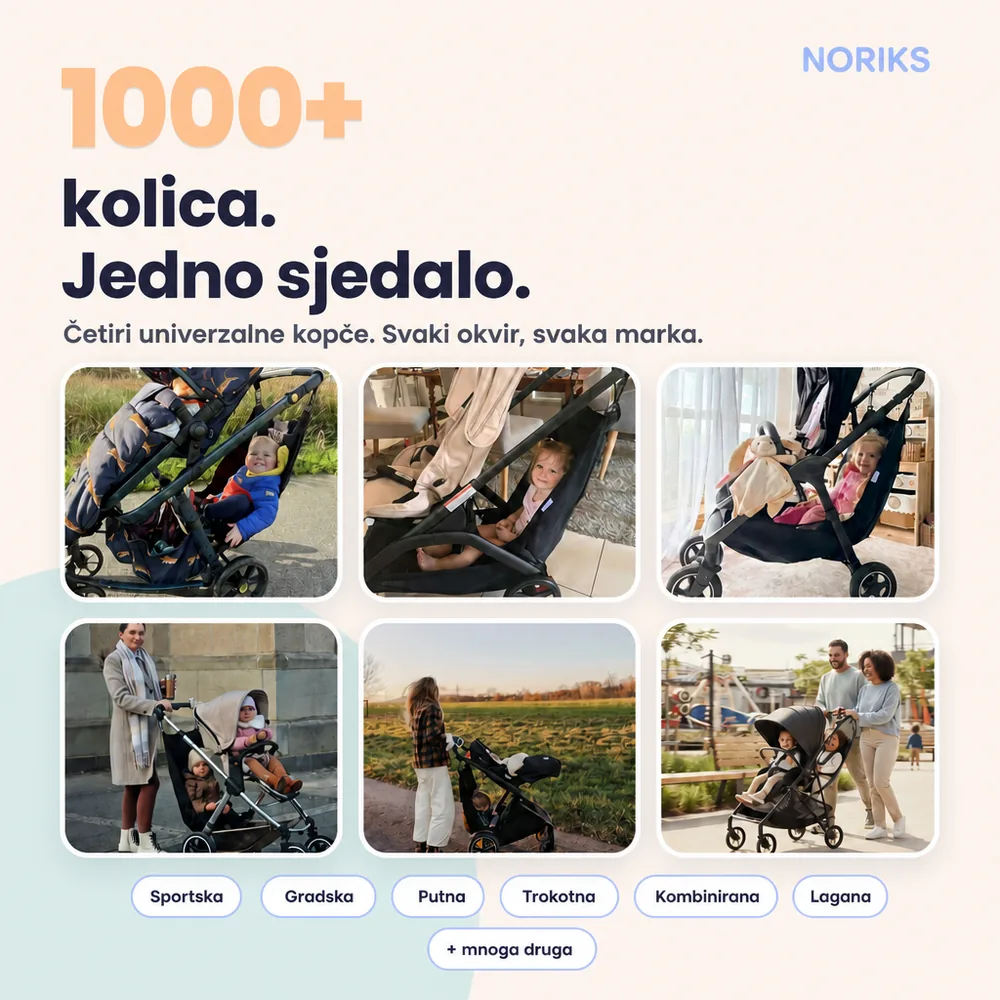 NORIKS
1000+
kolica.
Jedno sjedalo.
Četiri univerzalne kopče. Svaki okvir, svaka marka.
Sportska
Gradska
Putna
Trokotna
Kombinirana
Lagana
+ mnoga druga